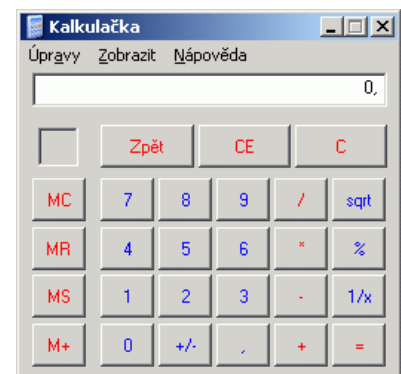 Kalkulačka
Úpravy Zobrazit Nápověda
0,
Zpět CE C
MC 7 8 9 / sqrt
MR 4 5 6 * %
MS 1 2 3 - 1/x
M+ 0 +/- , + =